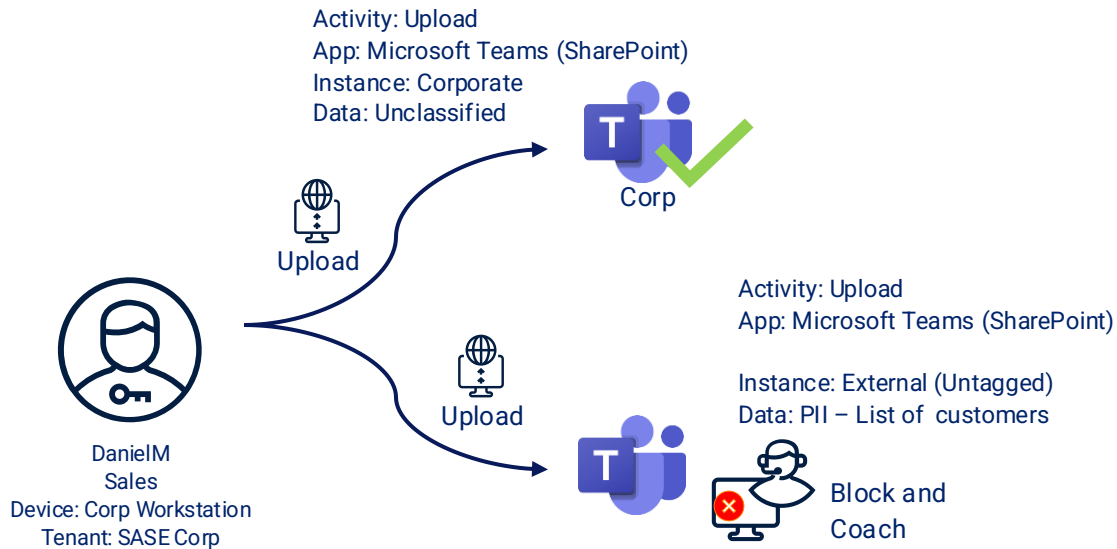 Activity: Upload
App: Microsoft Teams (SharePoint)
Instance: Corporate
Data: Unclassified
T
Corp
Upload
Activity: Upload
App: Microsoft Teams (SharePoint)
Instance: External (Untagged)
Data: PII – List of customers
Upload
T
Block and
Coach
DanielM
Sales
Device: Corp Workstation
Tenant: SASE Corp